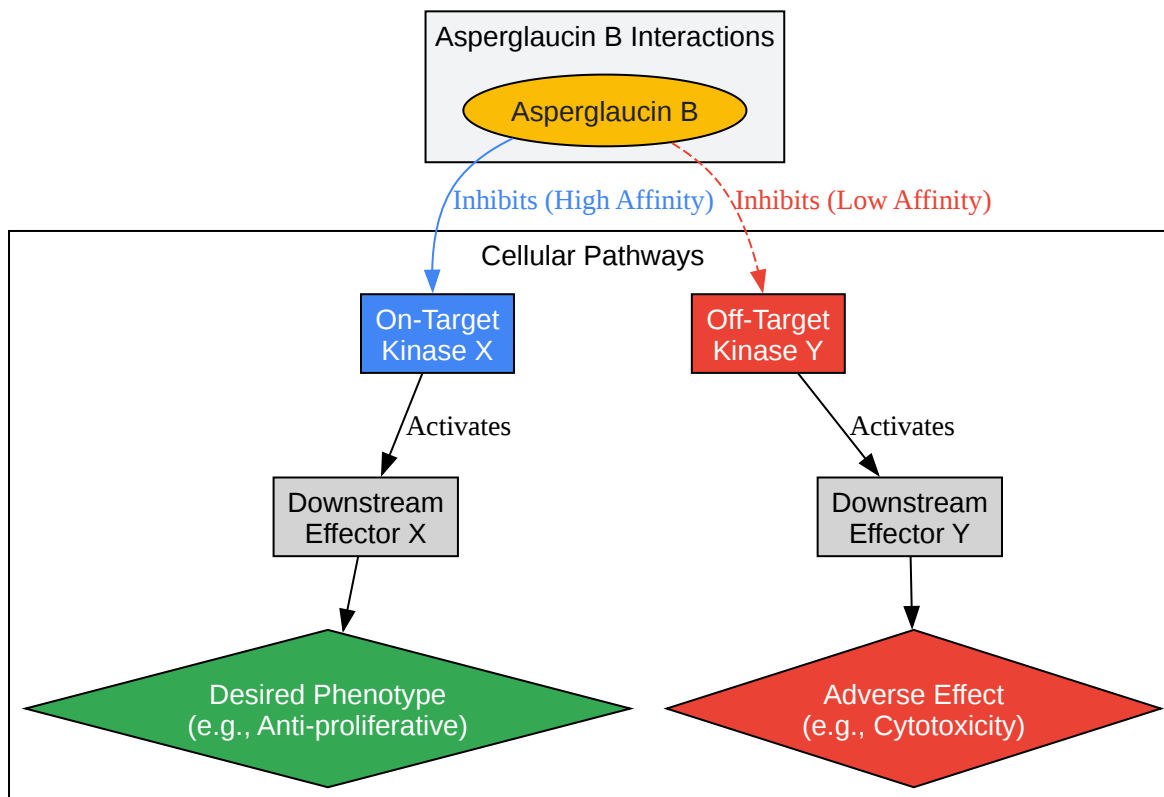 Asperglaucin B Interactions
Asperglaucin B
Inhibits (High Affinity)
Inhibits (Low Affinity)
Cellular Pathways
On-Target
Kinase X
Off-Target
Kinase Y
Activates
Activates
Downstream
Effector X
Downstream
Effector Y
Desired Phenotype
(e.g., Anti-proliferative)
Adverse Effect
(e.g., Cytotoxicity)